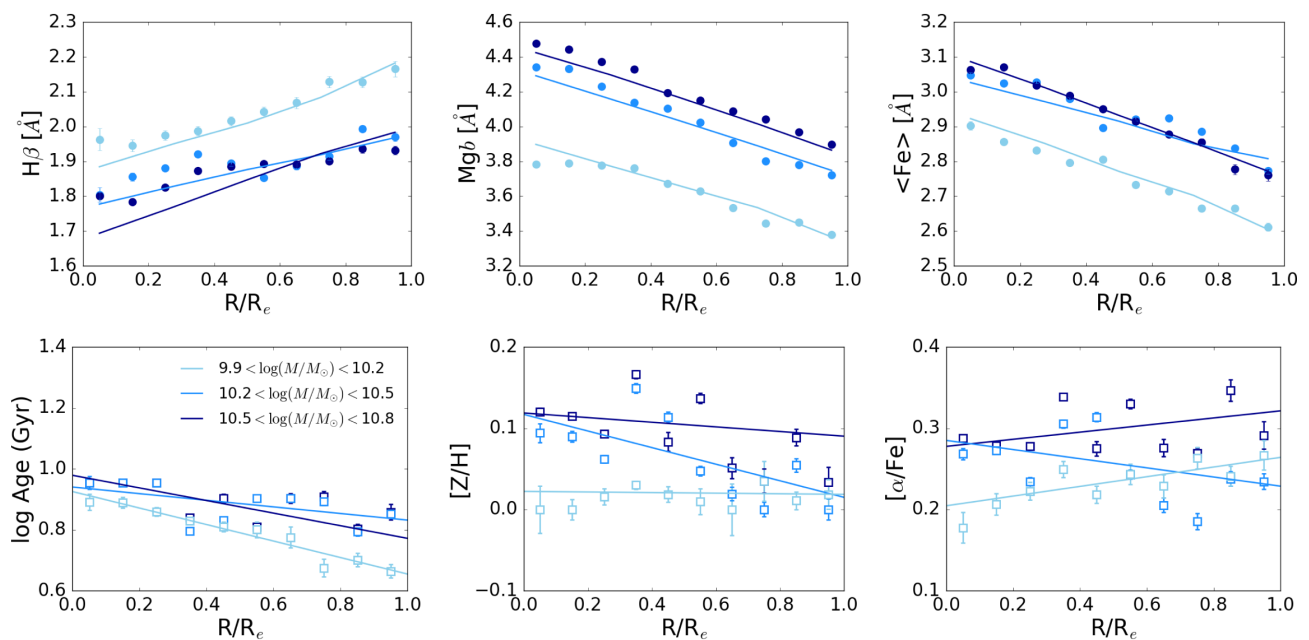 2.3
2.2
2.1
2.0
1.9
1.8
1.7
1.6
Hβ [Å]
0.0 0.2 0.4 0.6 0.8 1.0
R/R_e
4.6
4.4
4.2
4.0
3.8
3.6
3.4
3.2
Mgb [Å]
0.0 0.2 0.4 0.6 0.8 1.0
R/R_e
3.2
3.1
3.0
2.9
2.8
2.7
2.6
2.5
<Fe> [Å]
0.0 0.2 0.4 0.6 0.8 1.0
R/R_e
1.4
1.2
1.0
0.8
0.6
log Age (Gyr)
9.9 < log(M/M⊙) < 10.2
10.2 < log(M/M⊙) < 10.5
10.5 < log(M/M⊙) < 10.8
0.0 0.2 0.4 0.6 0.8 1.0
R/R_e
0.2
0.1
0.0
−0.1
[Z/H]
0.0 0.2 0.4 0.6 0.8 1.0
R/R_e
0.4
0.3
0.2
0.1
[α/Fe]
0.0 0.2 0.4 0.6 0.8 1.0
R/R_e